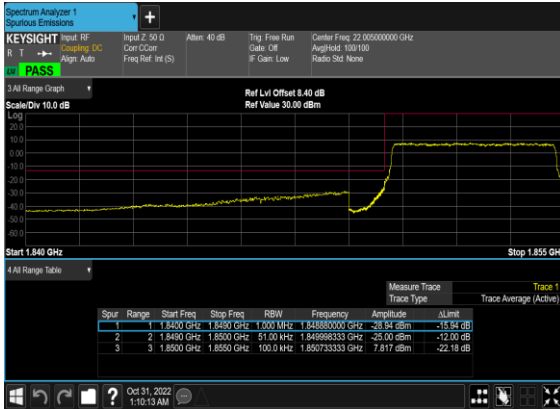 Spectrum Analyzer 1
Spurious Emissions
+
KEYSIGHT Input: RF Input Z: 50 Ω Atten: 40 dB Trig: Free Run Center Freq: 22.005000000 GHz
R T Coupling: DC Corr CCorr Gate: Off Avg|Hold: 100/100
Align: Auto Freq Ref: Int (S) IF Gain: Low Radio Std: None
PASS
3 All Range Graph
Ref Lvl Offset 8.40 dB
Scale/Div 10.0 dB Ref Value 30.00 dBm
Log
20.0
10.0
0.00
-10.0
-20.0
-30.0
-40.0
-50.0
-60.0
Start 1.840 GHz Stop 1.855 GH
4 All Range Table
Measure Trace Trace 1
Trace Type Trace Average (Active)
Spur Range Start Freq Stop Freq RBW Frequency Amplitude ΔLimit
1 1 1.8400 GHz 1.8490 GHz 1.000 MHz 1.848880000 GHz -28.94 dBm -15.94 dB
2 2 1.8490 GHz 1.8500 GHz 51.00 kHz 1.849998333 GHz -25.00 dBm -12.00 dB
3 3 1.8500 GHz 1.8550 GHz 100.0 kHz 1.850733333 GHz 7.817 dBm -22.18 dB
? Oct 31, 2022
1:10:13 AM